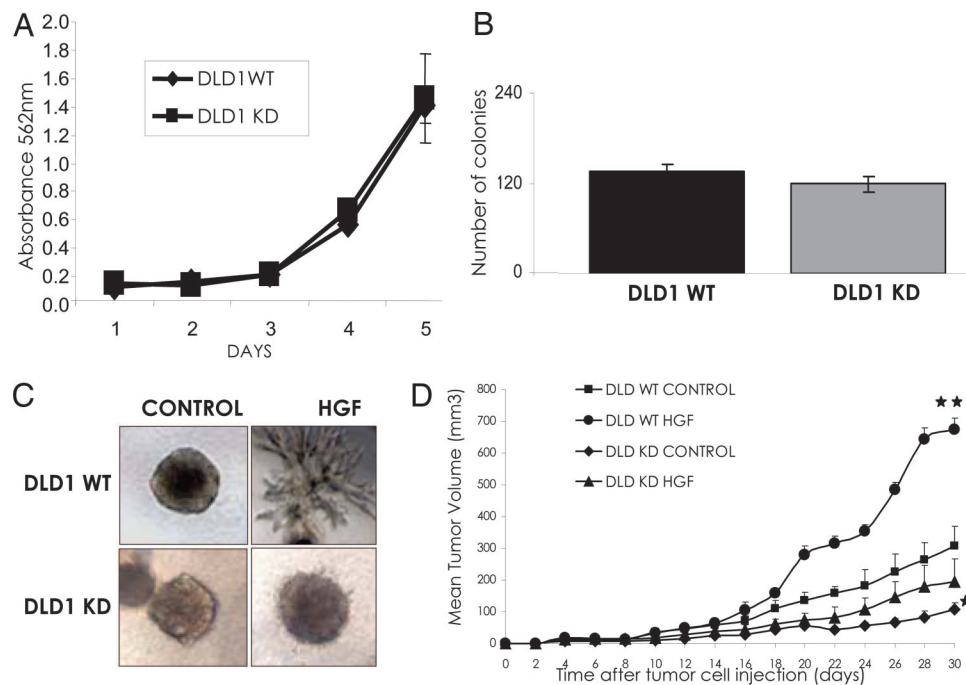 A
2.0
1.8
1.6
1.4
1.2
1.0
0.8
0.6
0.4
0.2
0.0
Absorbance 562nm
DLD1WT
DLD1 KD
1 2 3 4 5
DAYS
B
240
120
0
Number of colonies
DLD1 WT DLD1 KD
C
CONTROL HGF
DLD1 WT
DLD1 KD
D
800
700
600
500
400
300
200
100
0
Mean Tumor Volume (mm3)
DLD WT CONTROL
DLD WT HGF
DLD KD CONTROL
DLD KD HGF
0 2 4 6 8 10 12 14 16 18 20 22 24 26 28 30
Time after tumor cell injection (days)